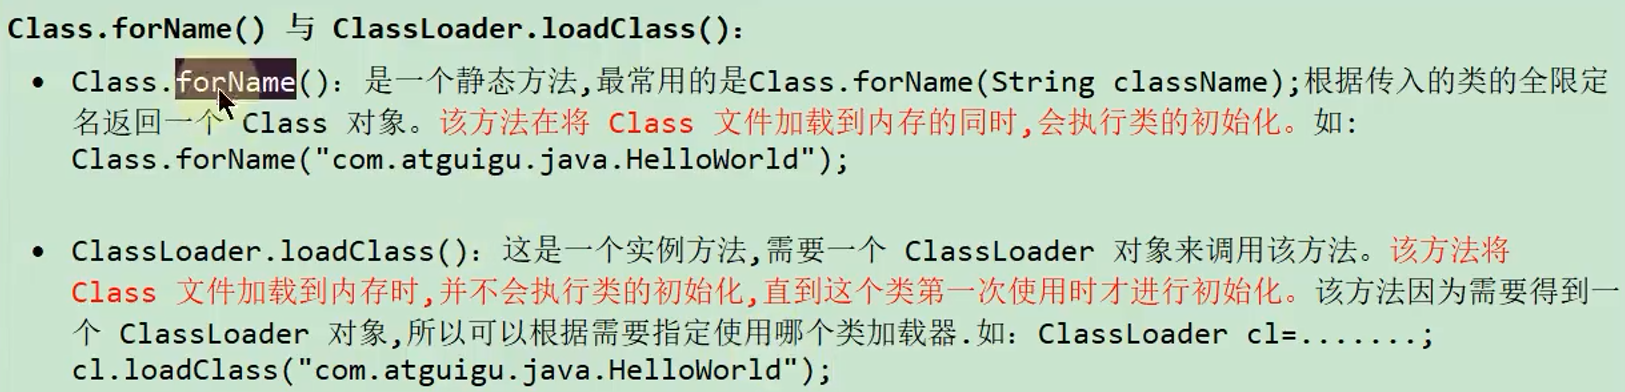 Class.forName() 与 ClassLoader.loadClass():
• Class.forName(): 是一个静态方法,最常用的是Class.forName(String className);根据传入的类的全限定
名返回一个 Class 对象。该方法在将 Class 文件加载到内存的同时,会执行类的初始化。如:
Class.forName("com.atguigu.java.HelloWorld");
• ClassLoader.loadClass(): 这是一个实例方法,需要一个 ClassLoader 对象来调用该方法。该方法将
Class 文件加载到内存时,并不会执行类的初始化,直到这个类第一次使用时才进行初始化。该方法因为需要得到一
个 ClassLoader 对象,所以可以根据需要指定使用哪个类加载器.如: ClassLoader cl=.......;
cl.loadClass("com.atguigu.java.HelloWorld");